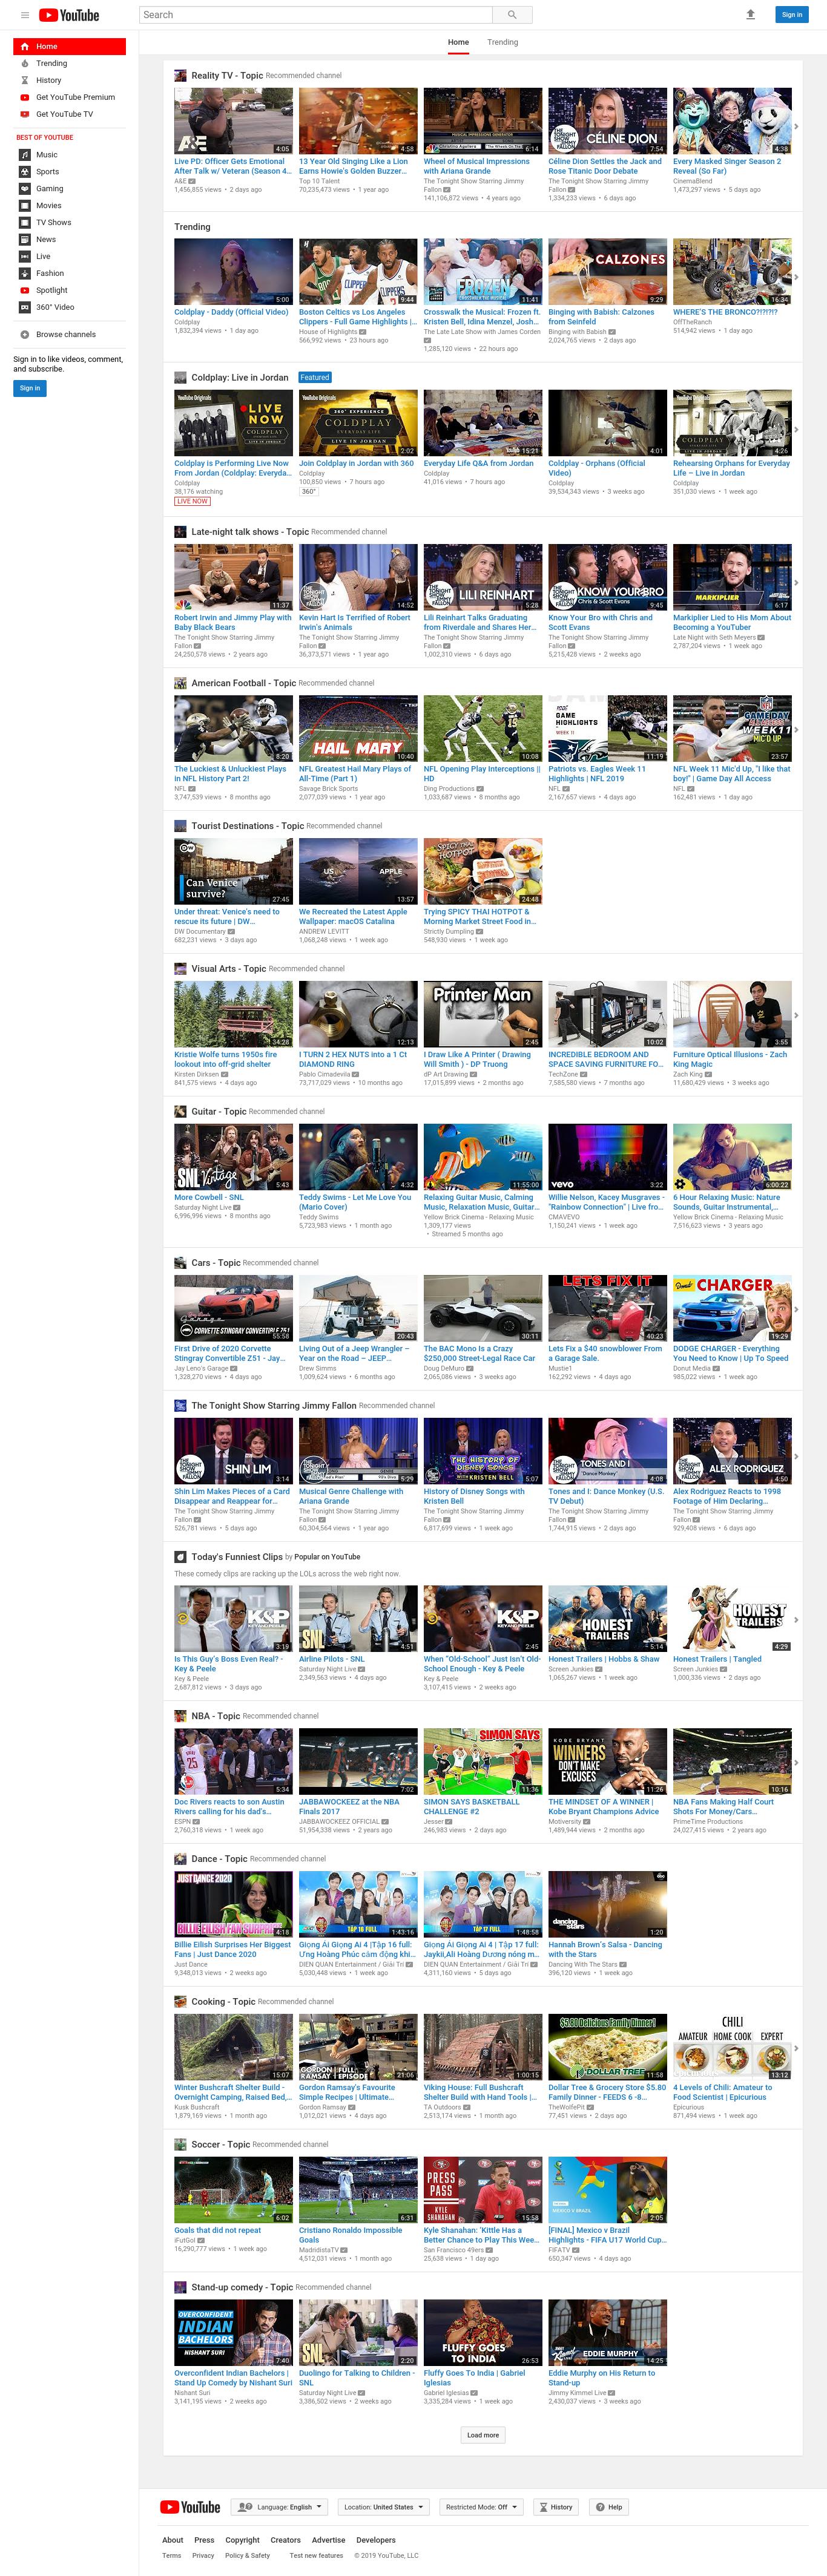 YouTube
Search
Sign in
Home
Trending
History
Get YouTube Premium
Get YouTube TV
BEST OF YOUTUBE
Music
Sports
Gaming
Movies
TV Shows
News
Live
Fashion
Spotlight
360° Video
Browse channels
Sign in to like videos, comment,
and subscribe.
Sign in
Home Trending
Reality TV - Topic Recommended channel
A&E
4:05
Live PD: Officer Gets Emotional
After Talk w/ Veteran (Season 4...
A&E
1,456,855 views • 2 days ago
4:58
13 Year Old Singing Like a Lion
Earns Howie's Golden Buzzer...
Top 10 Talent
70,235,473 views • 1 year ago
6:14
Wheel of Musical Impressions
with Ariana Grande
The Tonight Show Starring Jimmy
Fallon
141,106,872 views • 4 years ago
CÉLINE DION
7:54
Céline Dion Settles the Jack and
Rose Titanic Door Debate
The Tonight Show Starring Jimmy
Fallon
1,334,233 views • 6 days ago
4:38
Every Masked Singer Season 2
Reveal (So Far)
CinemaBlend
1,473,297 views • 5 days ago
Trending
5:00
Coldplay - Daddy (Official Video)
Coldplay
1,832,394 views • 1 day ago
9:44
Boston Celtics vs Los Angeles
Clippers - Full Game Highlights |...
House of Highlights
566,992 views • 23 hours ago
FROZEN
11:41
Crosswalk the Musical: Frozen ft.
Kristen Bell, Idina Menzel, Josh...
The Late Late Show with James Corden
1,285,120 views • 22 hours ago
CALZONES
9:29
Binging with Babish: Calzones
from Seinfeld
Binging with Babish
2,024,765 views • 2 days ago
16:34
WHERE'S THE BRONCO?!?!?!?
OffTheRanch
514,942 views • 1 day ago
Coldplay: Live in Jordan Featured
YouTube Originals
LIVE NOW
COLDPLAY
Coldplay is Performing Live Now
From Jordan (Coldplay: Everyda...
Coldplay
38,176 watching
LIVE NOW
YouTube Originals
360° EXPERIENCE
COLDPLAY
EVERYDAY LIFE
LIVE IN JORDAN
2:02
Join Coldplay in Jordan with 360
Coldplay
100,850 views • 7 hours ago
360°
15:21
Everyday Life Q&A from Jordan
Coldplay
41,016 views • 7 hours ago
4:01
Coldplay - Orphans (Official
Video)
Coldplay
39,534,343 views • 3 weeks ago
YouTube Originals
COLDPLAY
4:26
Rehearsing Orphans for Everyday
Life – Live in Jordan
Coldplay
351,030 views • 1 week ago
Late-night talk shows - Topic Recommended channel
11:37
Robert Irwin and Jimmy Play with
Baby Black Bears
The Tonight Show Starring Jimmy
Fallon
24,250,578 views • 2 years ago
14:52
Kevin Hart Is Terrified of Robert
Irwin's Animals
The Tonight Show Starring Jimmy
Fallon
36,373,571 views • 1 year ago
LILI REINHART
5:28
Lili Reinhart Talks Graduating
from Riverdale and Shares Her...
The Tonight Show Starring Jimmy
Fallon
1,002,310 views • 6 days ago
KNOW YOUR BRO
Chris & Scott Evans
9:45
Know Your Bro with Chris and
Scott Evans
The Tonight Show Starring Jimmy
Fallon
5,215,428 views • 2 weeks ago
MARKIPLIER
6:17
Markiplier Lied to His Mom About
Becoming a YouTuber
Late Night with Seth Meyers
2,787,204 views • 1 week ago
American Football - Topic Recommended channel
8:20
The Luckiest & Unluckiest Plays
in NFL History Part 2!
NFL
3,747,539 views • 8 months ago
HAIL MARY
10:40
NFL Greatest Hail Mary Plays of
All-Time (Part 1)
Savage Brick Sports
2,077,039 views • 1 year ago
10:08
NFL Opening Play Interceptions ||
HD
Ding Productions
1,033,687 views • 8 months ago
GAME
HIGHLIGHTS
WEEK 11
11:19
Patriots vs. Eagles Week 11
Highlights | NFL 2019
NFL
2,167,657 views • 4 days ago
GAME DAY
ALL ACCESS
WEEK 11
MIC'D UP
23:57
NFL Week 11 Mic'd Up, "I like that
boy!" | Game Day All Access
NFL
162,481 views • 1 day ago
Tourist Destinations - Topic Recommended channel
DW
Can Venice
survive?
27:45
Under threat: Venice's need to
rescue its future | DW...
DW Documentary
682,231 views • 3 days ago
US APPLE
13:57
We Recreated the Latest Apple
Wallpaper: macOS Catalina
ANDREW LEVITT
1,068,248 views • 1 week ago
SPICY THAI
HOTPOT
24:48
Trying SPICY THAI HOTPOT &
Morning Market Street Food in...
Strictly Dumpling
548,930 views • 1 week ago
Visual Arts - Topic Recommended channel
34:28
Kristie Wolfe turns 1950s fire
lookout into off-grid shelter
Kirsten Dirksen
841,575 views • 4 days ago
12:13
I TURN 2 HEX NUTS into a 1 Ct
DIAMOND RING
Pablo Cimadevila
73,717,029 views • 10 months ago
Printer Man
2:45
I Draw Like A Printer ( Drawing
Will Smith ) - DP Truong
dP Art Drawing
17,015,899 views • 2 months ago
10:02
INCREDIBLE BEDROOM AND
SPACE SAVING FURNITURE FO...
TechZone
7,585,580 views • 7 months ago
3:55
Furniture Optical Illusions - Zach
King Magic
Zach King
11,680,429 views • 3 weeks ago
Guitar - Topic Recommended channel
SNL Vintage
5:43
More Cowbell - SNL
Saturday Night Live
6,996,996 views • 8 months ago
4:32
Teddy Swims - Let Me Love You
(Mario Cover)
Teddy Swims
5,723,983 views • 1 month ago
11:55:00
Relaxing Guitar Music, Calming
Music, Relaxation Music, Guitar...
Yellow Brick Cinema - Relaxing Music
1,309,177 views
• Streamed 5 months ago
vevo
3:22
Willie Nelson, Kacey Musgraves -
"Rainbow Connection" | Live fro...
CMAVEVO
1,150,241 views • 1 week ago
6:00:22
6 Hour Relaxing Music: Nature
Sounds, Guitar Instrumental,...
Yellow Brick Cinema - Relaxing Music
7,516,623 views • 3 years ago
Cars - Topic Recommended channel
Garage
CORVETTE STINGRAY CONVERTIBLE Z51
55:58
First Drive of 2020 Corvette
Stingray Convertible Z51 - Jay...
Jay Leno's Garage
1,328,270 views • 4 days ago
20:43
Living Out of a Jeep Wrangler –
Year on the Road – JEEP...
Drew Simms
1,009,624 views • 6 months ago
30:11
The BAC Mono Is a Crazy
$250,000 Street-Legal Race Car
Doug DeMuro
2,065,086 views • 3 weeks ago
LETS FIX IT
40:23
Lets Fix a $40 snowblower From
a Garage Sale.
Mustie1
162,292 views • 4 days ago
Donut
CHARGER
19:29
DODGE CHARGER - Everything
You Need to Know | Up To Speed
Donut Media
985,022 views • 1 week ago
The Tonight Show Starring Jimmy Fallon Recommended channel
SHIN LIM
3:14
Shin Lim Makes Pieces of a Card
Disappear and Reappear for...
The Tonight Show Starring Jimmy
Fallon
526,781 views • 5 days ago
5:29
Musical Genre Challenge with
Ariana Grande
The Tonight Show Starring Jimmy
Fallon
60,304,564 views • 1 year ago
THE HISTORY OF
DISNEY SONGS
WITH
KRISTEN BELL
5:07
History of Disney Songs with
Kristen Bell
The Tonight Show Starring Jimmy
Fallon
6,817,699 views • 1 week ago
TONES AND I
"Dance Monkey"
4:08
Tones and I: Dance Monkey (U.S.
TV Debut)
The Tonight Show Starring Jimmy
Fallon
1,744,915 views • 2 days ago
ALEX RODRIGUEZ
4:50
Alex Rodriguez Reacts to 1998
Footage of Him Declaring...
The Tonight Show Starring Jimmy
Fallon
929,408 views • 6 days ago
Today's Funniest Clips by Popular on YouTube
These comedy clips are racking up the LOLs across the web right now.
K&P
KEY AND PEELE
3:19
Is This Guy's Boss Even Real? -
Key & Peele
Key & Peele
2,687,812 views • 3 days ago
SNL
4:51
Airline Pilots - SNL
Saturday Night Live
2,349,563 views • 4 days ago
K&P
KEY AND PEELE
2:45
When "Old-School" Just Isn't Old-
School Enough - Key & Peele
Key & Peele
3,107,415 views • 2 weeks ago
HONEST
TRAILERS
5:14
Honest Trailers | Hobbs & Shaw
Screen Junkies
1,065,267 views • 1 week ago
HONEST
TRAILERS
4:29
Honest Trailers | Tangled
Screen Junkies
1,000,336 views • 2 days ago
NBA - Topic Recommended channel
5:34
Doc Rivers reacts to son Austin
Rivers calling for his dad's...
ESPN
2,760,318 views • 1 week ago
7:02
JABBAWOCKEEZ at the NBA
Finals 2017
JABBAWOCKEEZ OFFICIAL
51,954,338 views • 2 years ago
SIMON SAYS
11:36
SIMON SAYS BASKETBALL
CHALLENGE #2
Jesser
246,983 views • 2 days ago
KOBE BRYANT
WINNERS
DON'T MAKE
EXCUSES
11:26
THE MINDSET OF A WINNER |
Kobe Bryant Champions Advice
Motiversity
1,489,944 views • 2 months ago
10:16
NBA Fans Making Half Court
Shots For Money/Cars...
PrimeTime Productions
24,027,415 views • 2 years ago
Dance - Topic Recommended channel
JUST DANCE 2020
BILLIE EILISH FAN SURPRISE
4:18
Billie Eilish Surprises Her Biggest
Fans | Just Dance 2020
Just Dance
9,348,013 views • 2 weeks ago
TẬP 16 FULL
1:43:16
Giọng Ải Giọng Ai 4 |Tập 16 full:
Ưng Hoàng Phúc cảm động khi...
DIEN QUAN Entertainment / Giải Trí
5,030,448 views • 1 week ago
TẬP 17 FULL
1:48:58
Giọng Ải Giọng Ai 4 | Tập 17 full:
Jaykii,Ali Hoàng Dương nóng m...
DIEN QUAN Entertainment / Giải Trí
4,311,160 views • 5 days ago
abc
dancing
stars
1:20
Hannah Brown's Salsa - Dancing
with the Stars
Dancing With The Stars
396,120 views • 1 week ago
Cooking - Topic Recommended channel
15:07
Winter Bushcraft Shelter Build -
Overnight Camping, Raised Bed,...
Kusk Bushcraft
1,879,169 views • 1 month ago
GORDON FULL
RAMSAY EPISODE
21:06
Gordon Ramsay's Favourite
Simple Recipes | Ultimate...
Gordon Ramsay
1,012,021 views • 4 days ago
1:00:15
Viking House: Full Bushcraft
Shelter Build with Hand Tools |...
TA Outdoors
2,513,174 views • 1 month ago
$5.80 Delicious Family Dinner!
DOLLAR TREE
11:58
Dollar Tree & Grocery Store $5.80
Family Dinner - FEEDS 6 -8...
TheWolfePit
77,451 views • 2 days ago
CHILI
AMATEUR HOME COOK EXPERT
13:12
4 Levels of Chili: Amateur to
Food Scientist | Epicurious
Epicurious
871,494 views • 1 week ago
Soccer - Topic Recommended channel
6:02
Goals that did not repeat
iFutGol
16,290,777 views • 1 week ago
6:31
Cristiano Ronaldo Impossible
Goals
MadridistaTV
4,512,031 views • 1 month ago
PRESS
PASS
KYLE
SHANAHAN
15:58
Kyle Shanahan: 'Kittle Has a
Better Chance to Play This Wee...
San Francisco 49ers
25,638 views • 1 day ago
MEXICO V BRAZIL
2:05
[FINAL] Mexico v Brazil
Highlights - FIFA U17 World Cup...
FIFATV
650,347 views • 4 days ago
Stand-up comedy - Topic Recommended channel
OVERCONFIDENT
INDIAN
BACHELORS
NISHANT SURI
7:40
Overconfident Indian Bachelors |
Stand Up Comedy by Nishant Suri
Nishant Suri
3,141,195 views • 2 weeks ago
SNL
2:20
Duolingo for Talking to Children -
SNL
Saturday Night Live
3,386,502 views • 2 weeks ago
FLUFFY GOES
TO INDIA
26:53
Fluffy Goes To India | Gabriel
Iglesias
Gabriel Iglesias
3,335,284 views • 1 week ago
EDDIE MURPHY
14:25
Eddie Murphy on His Return to
Stand-up
Jimmy Kimmel Live
2,430,037 views • 3 weeks ago
Load more
YouTube
Language: English
Location: United States
Restricted Mode: Off
History
Help
About Press Copyright Creators Advertise Developers
Terms Privacy Policy & Safety Test new features © 2019 YouTube, LLC